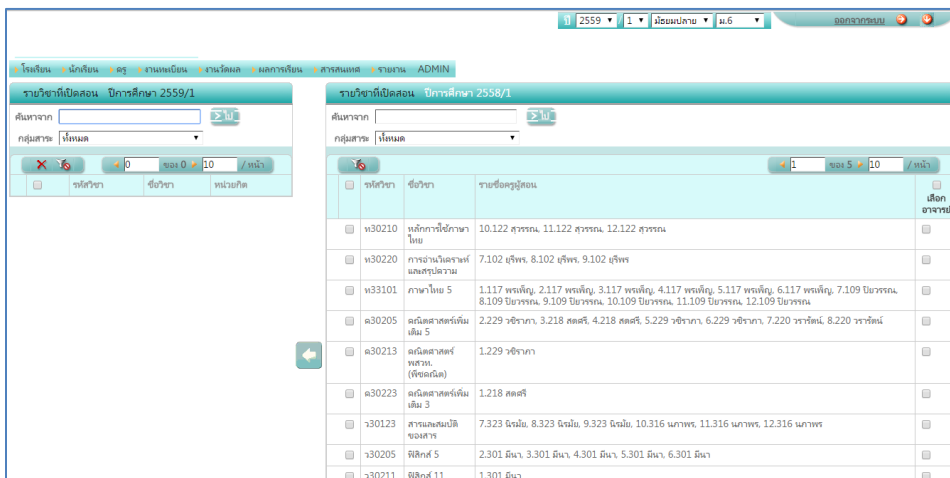 ปี 2559 / 1 มัธยมปลาย ม.6 ออกจากระบบ
โรงเรียน นักเรียน ครู งานทะเบียน งานวัดผล ผลการเรียน สารสนเทศ รายงาน ADMIN
รายวิชาที่เปิดสอน ปีการศึกษา 2559/1
ค้นหาจาก ไป
กลุ่มสาระ ทั้งหมด
0 ของ 0 10 / หน้า
รหัสวิชา ชื่อวิชา หน่วยกิต
รายวิชาที่เปิดสอน ปีการศึกษา 2558/1
ค้นหาจาก ไป
กลุ่มสาระ ทั้งหมด
1 ของ 5 10 / หน้า
รหัสวิชา ชื่อวิชา รายชื่อครูผู้สอน
เลือก
อาจารย์
ท30210 หลักการใช้ภาษา 10.122 สุวรรณ, 11.122 สุวรรณ, 12.122 สุวรรณ
ไทย
ท30220 การอ่านวิเคราะห์ 7.102 ยุริพร, 8.102 ยุริพร, 9.102 ยุริพร
และสรุปความ
ท33101 ภาษาไทย 5 1.117 พรเพ็ญ, 2.117 พรเพ็ญ, 3.117 พรเพ็ญ, 4.117 พรเพ็ญ, 5.117 พรเพ็ญ, 6.117 พรเพ็ญ, 7.109 ปิยวรรณ,
8.109 ปิยวรรณ, 9.109 ปิยวรรณ, 10.109 ปิยวรรณ, 11.109 ปิยวรรณ, 12.109 ปิยวรรณ
ค30205 คณิตศาสตร์เพิ่ม 2.229 วชิราภา, 3.218 สดศรี, 4.218 สดศรี, 5.229 วชิราภา, 6.229 วชิราภา, 7.220 วรารัตน์, 8.220 วรารัตน์
เติม 5
ค30213 คณิตศาสตร์ 1.229 วชิราภา
พสวท.
(พีชคณิต)
ค30223 คณิตศาสตร์เพิ่ม 1.218 สดศรี
เติม 3
ว30123 สารและสมบัติ 7.323 นิรมัย, 8.323 นิรมัย, 9.323 นิรมัย, 10.316 นภาพร, 11.316 นภาพร, 12.316 นภาพร
ของสาร
ว30205 ฟิสิกส์ 5 2.301 มีนา, 3.301 มีนา, 4.301 มีนา, 5.301 มีนา, 6.301 มีนา
ว30211 ฟิสิกส์ 11 1.301 มีนา